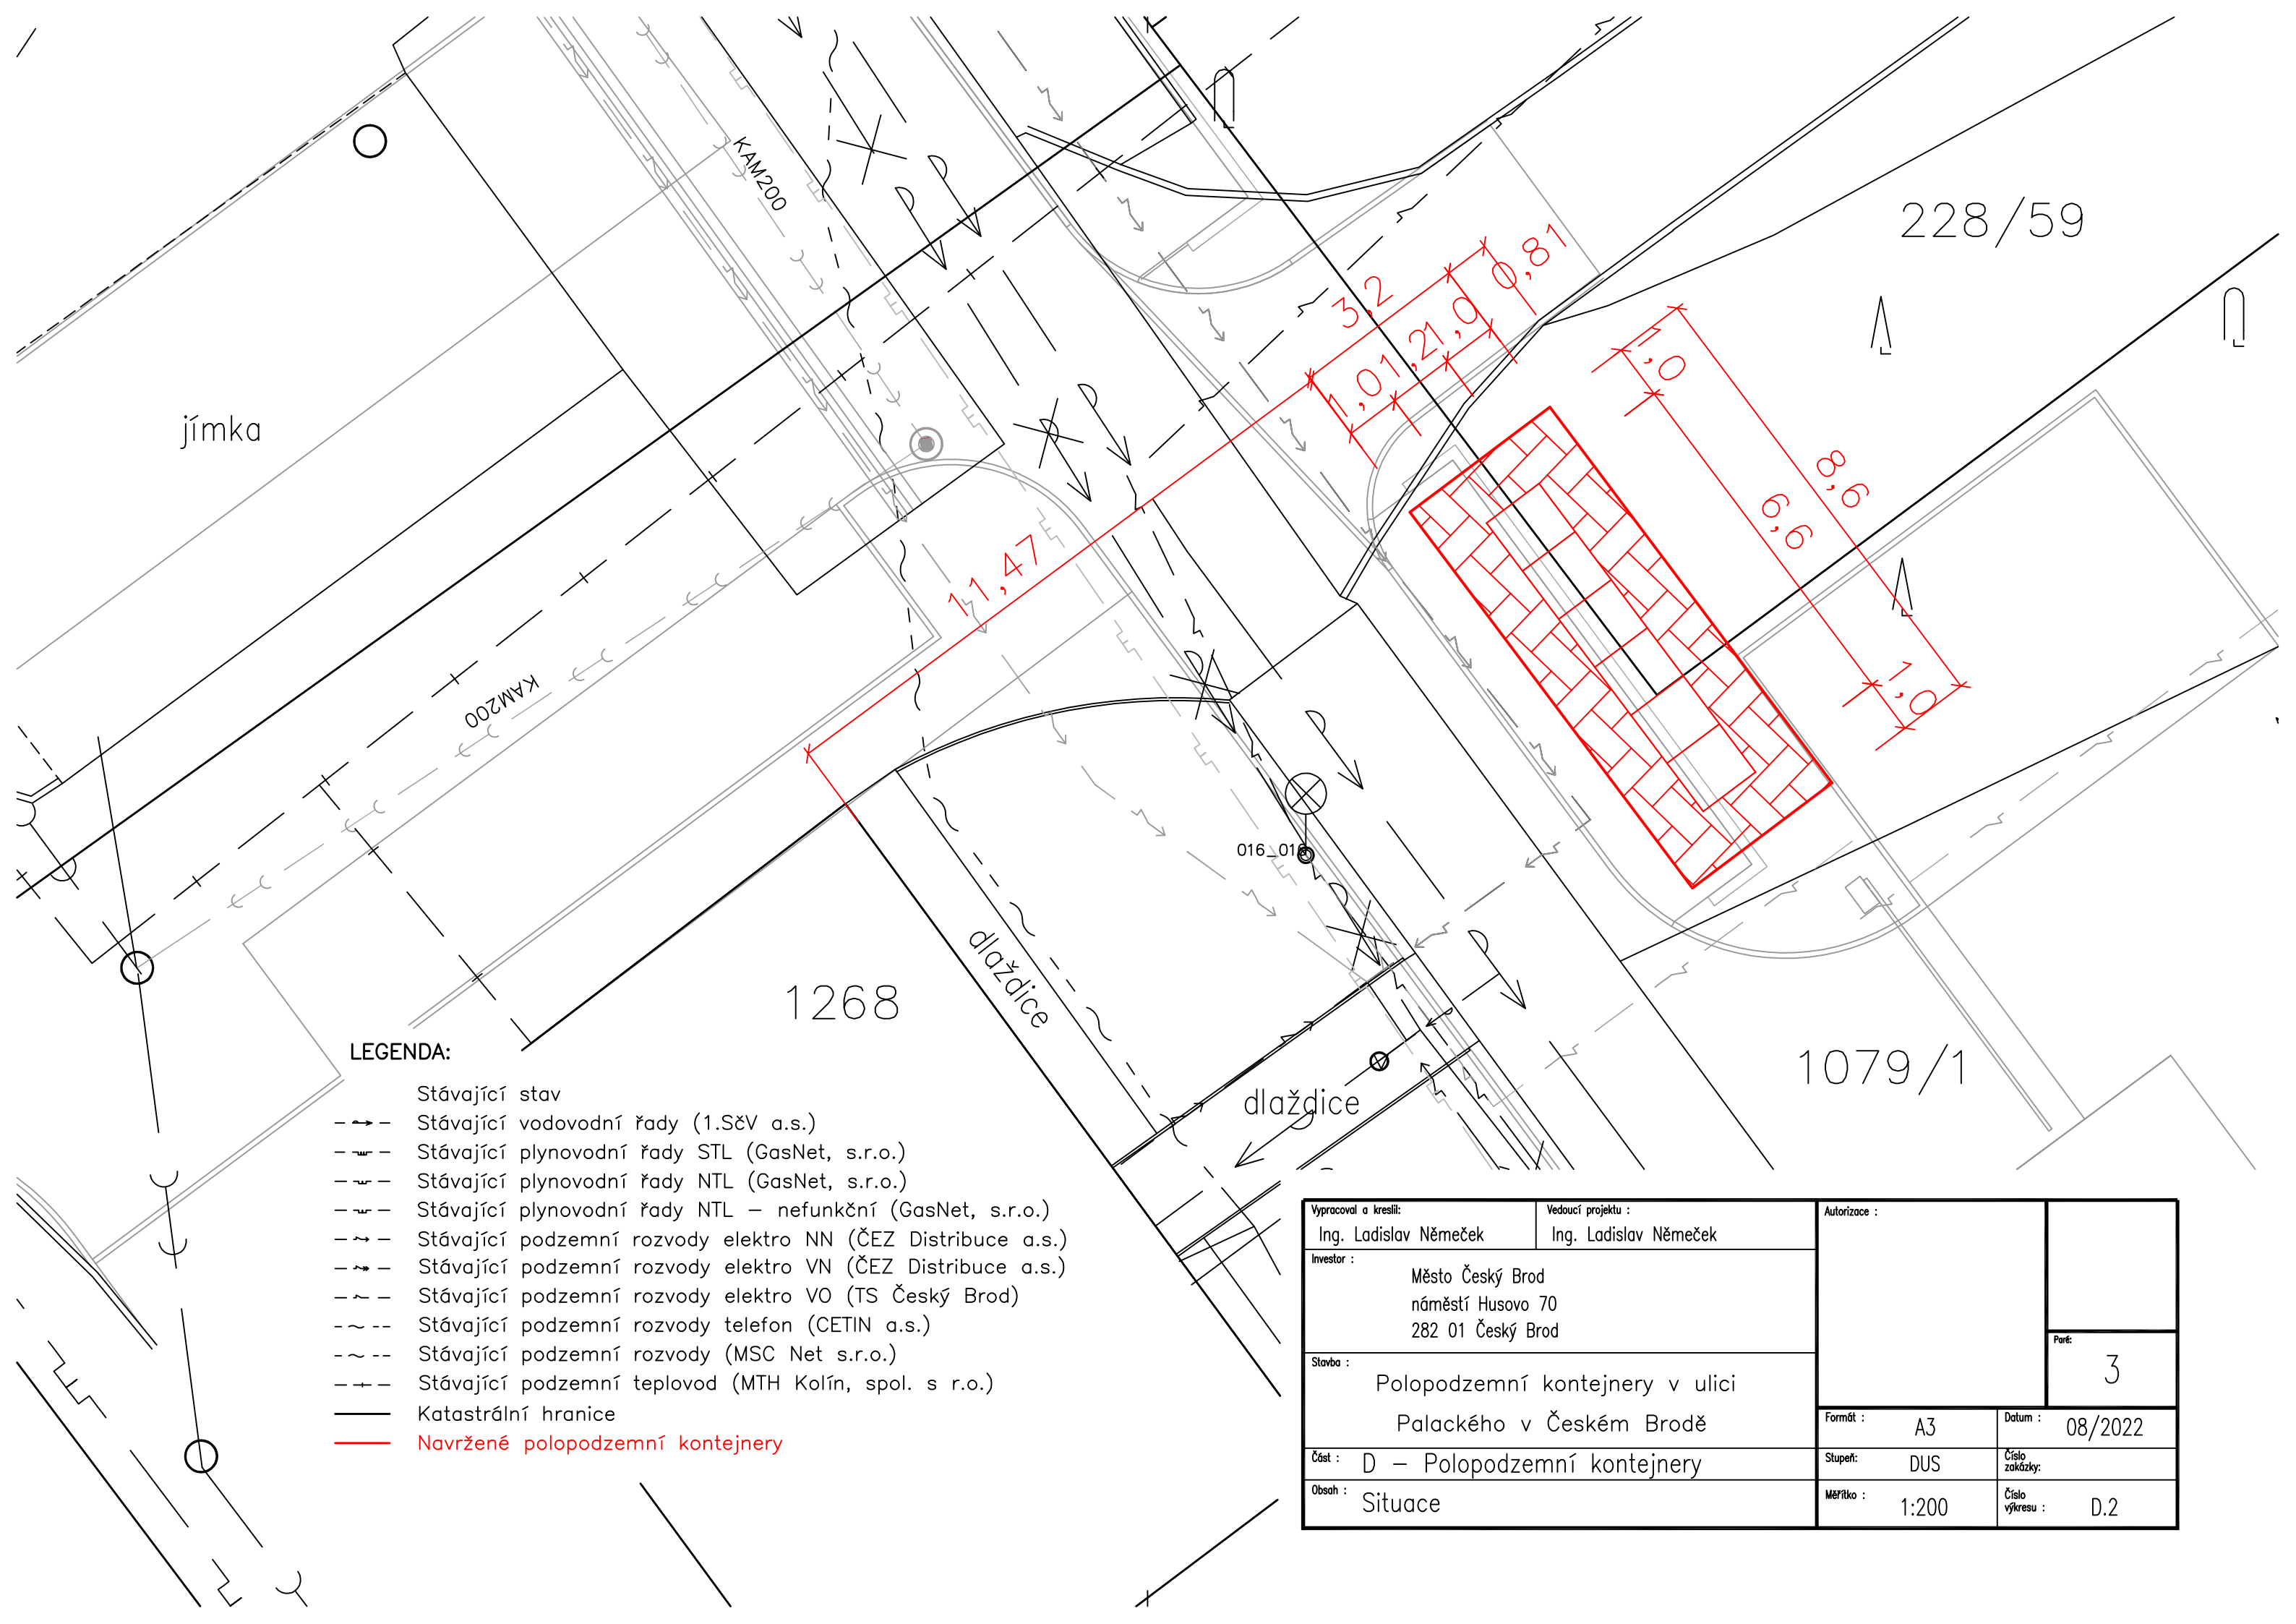 KAM200
228/59
jímka
0,81
3,2
1,0
1,2
1,0
1,0
8,6
6,6
1,0
11,47
KAM200
016_016
dlaždice
1268
dlaždice
1079/1
LEGENDA:
Stávající stav
Stávající vodovodní řady (1.SčV a.s.)
Stávající plynovodní řady STL (GasNet, s.r.o.)
Stávající plynovodní řady NTL (GasNet, s.r.o.)
Stávající plynovodní řady NTL – nefunkční (GasNet, s.r.o.)
Stávající podzemní rozvody elektro NN (ČEZ Distribuce a.s.)
Stávající podzemní rozvody elektro VN (ČEZ Distribuce a.s.)
Stávající podzemní rozvody elektro VO (TS Český Brod)
Stávající podzemní rozvody telefon (CETIN a.s.)
Stávající podzemní rozvody (MSC Net s.r.o.)
Stávající podzemní teplovod (MTH Kolín, spol. s r.o.)
Katastrální hranice
Navržené polopodzemní kontejnery
Vypracoval a kreslil:
Ing. Ladislav Němeček
Vedoucí projektu :
Ing. Ladislav Němeček
Autorizace :
Investor :
Město Český Brod
náměstí Husovo 70
282 01 Český Brod
Paré:
3
Stavba :
Polopodzemní kontejnery v ulici
Palackého v Českém Brodě
Formát :
A3
Datum :
08/2022
Část :
D – Polopodzemní kontejnery
Stupeň:
DUS
Číslo
zakázky:
Obsah :
Situace
Měřítko :
1:200
Číslo
výkresu :
D.2